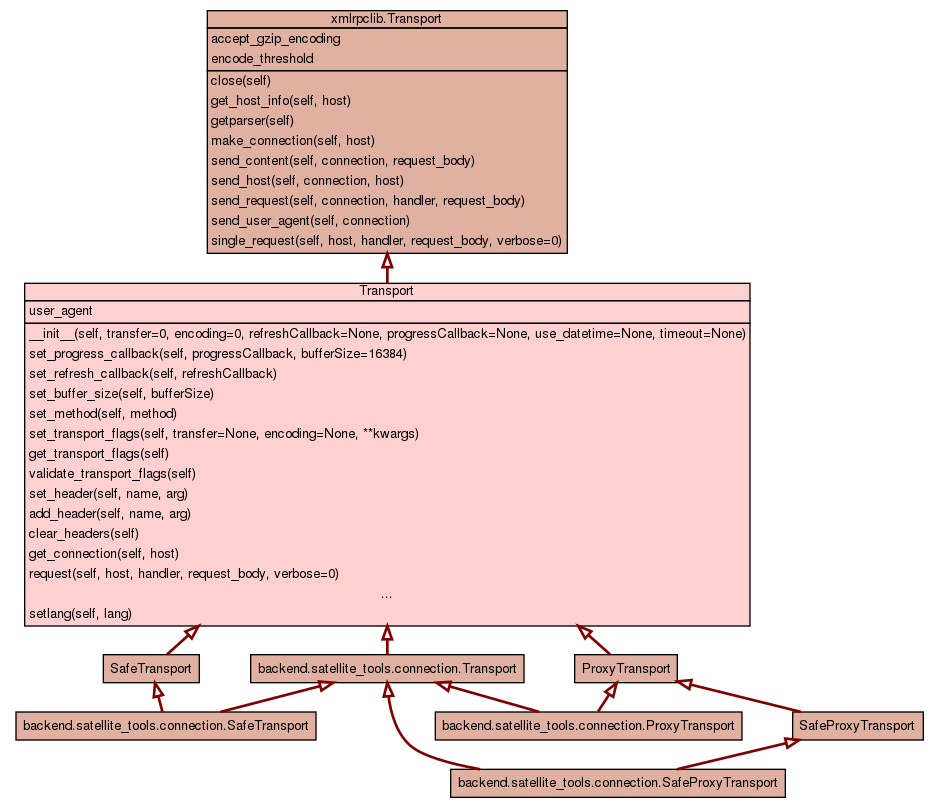 xmlrpclib.Transport
accept_gzip_encoding
encode_threshold
close(self)
get_host_info(self, host)
getparser(self)
make_connection(self, host)
send_content(self, connection, request_body)
send_host(self, connection, host)
send_request(self, connection, handler, request_body)
send_user_agent(self, connection)
single_request(self, host, handler, request_body, verbose=0)
Transport
user_agent
__init__(self, transfer=0, encoding=0, refreshCallback=None, progressCallback=None, use_datetime=None, timeout=None)
set_progress_callback(self, progressCallback, bufferSize=16384)
set_refresh_callback(self, refreshCallback)
set_buffer_size(self, bufferSize)
set_method(self, method)
set_transport_flags(self, transfer=None, encoding=None, **kwargs)
get_transport_flags(self)
validate_transport_flags(self)
set_header(self, name, arg)
add_header(self, name, arg)
clear_headers(self)
get_connection(self, host)
request(self, host, handler, request_body, verbose=0)
...
setlang(self, lang)
SafeTransport
backend.satellite_tools.connection.Transport
ProxyTransport
backend.satellite_tools.connection.SafeTransport
backend.satellite_tools.connection.ProxyTransport
SafeProxyTransport
backend.satellite_tools.connection.SafeProxyTransport